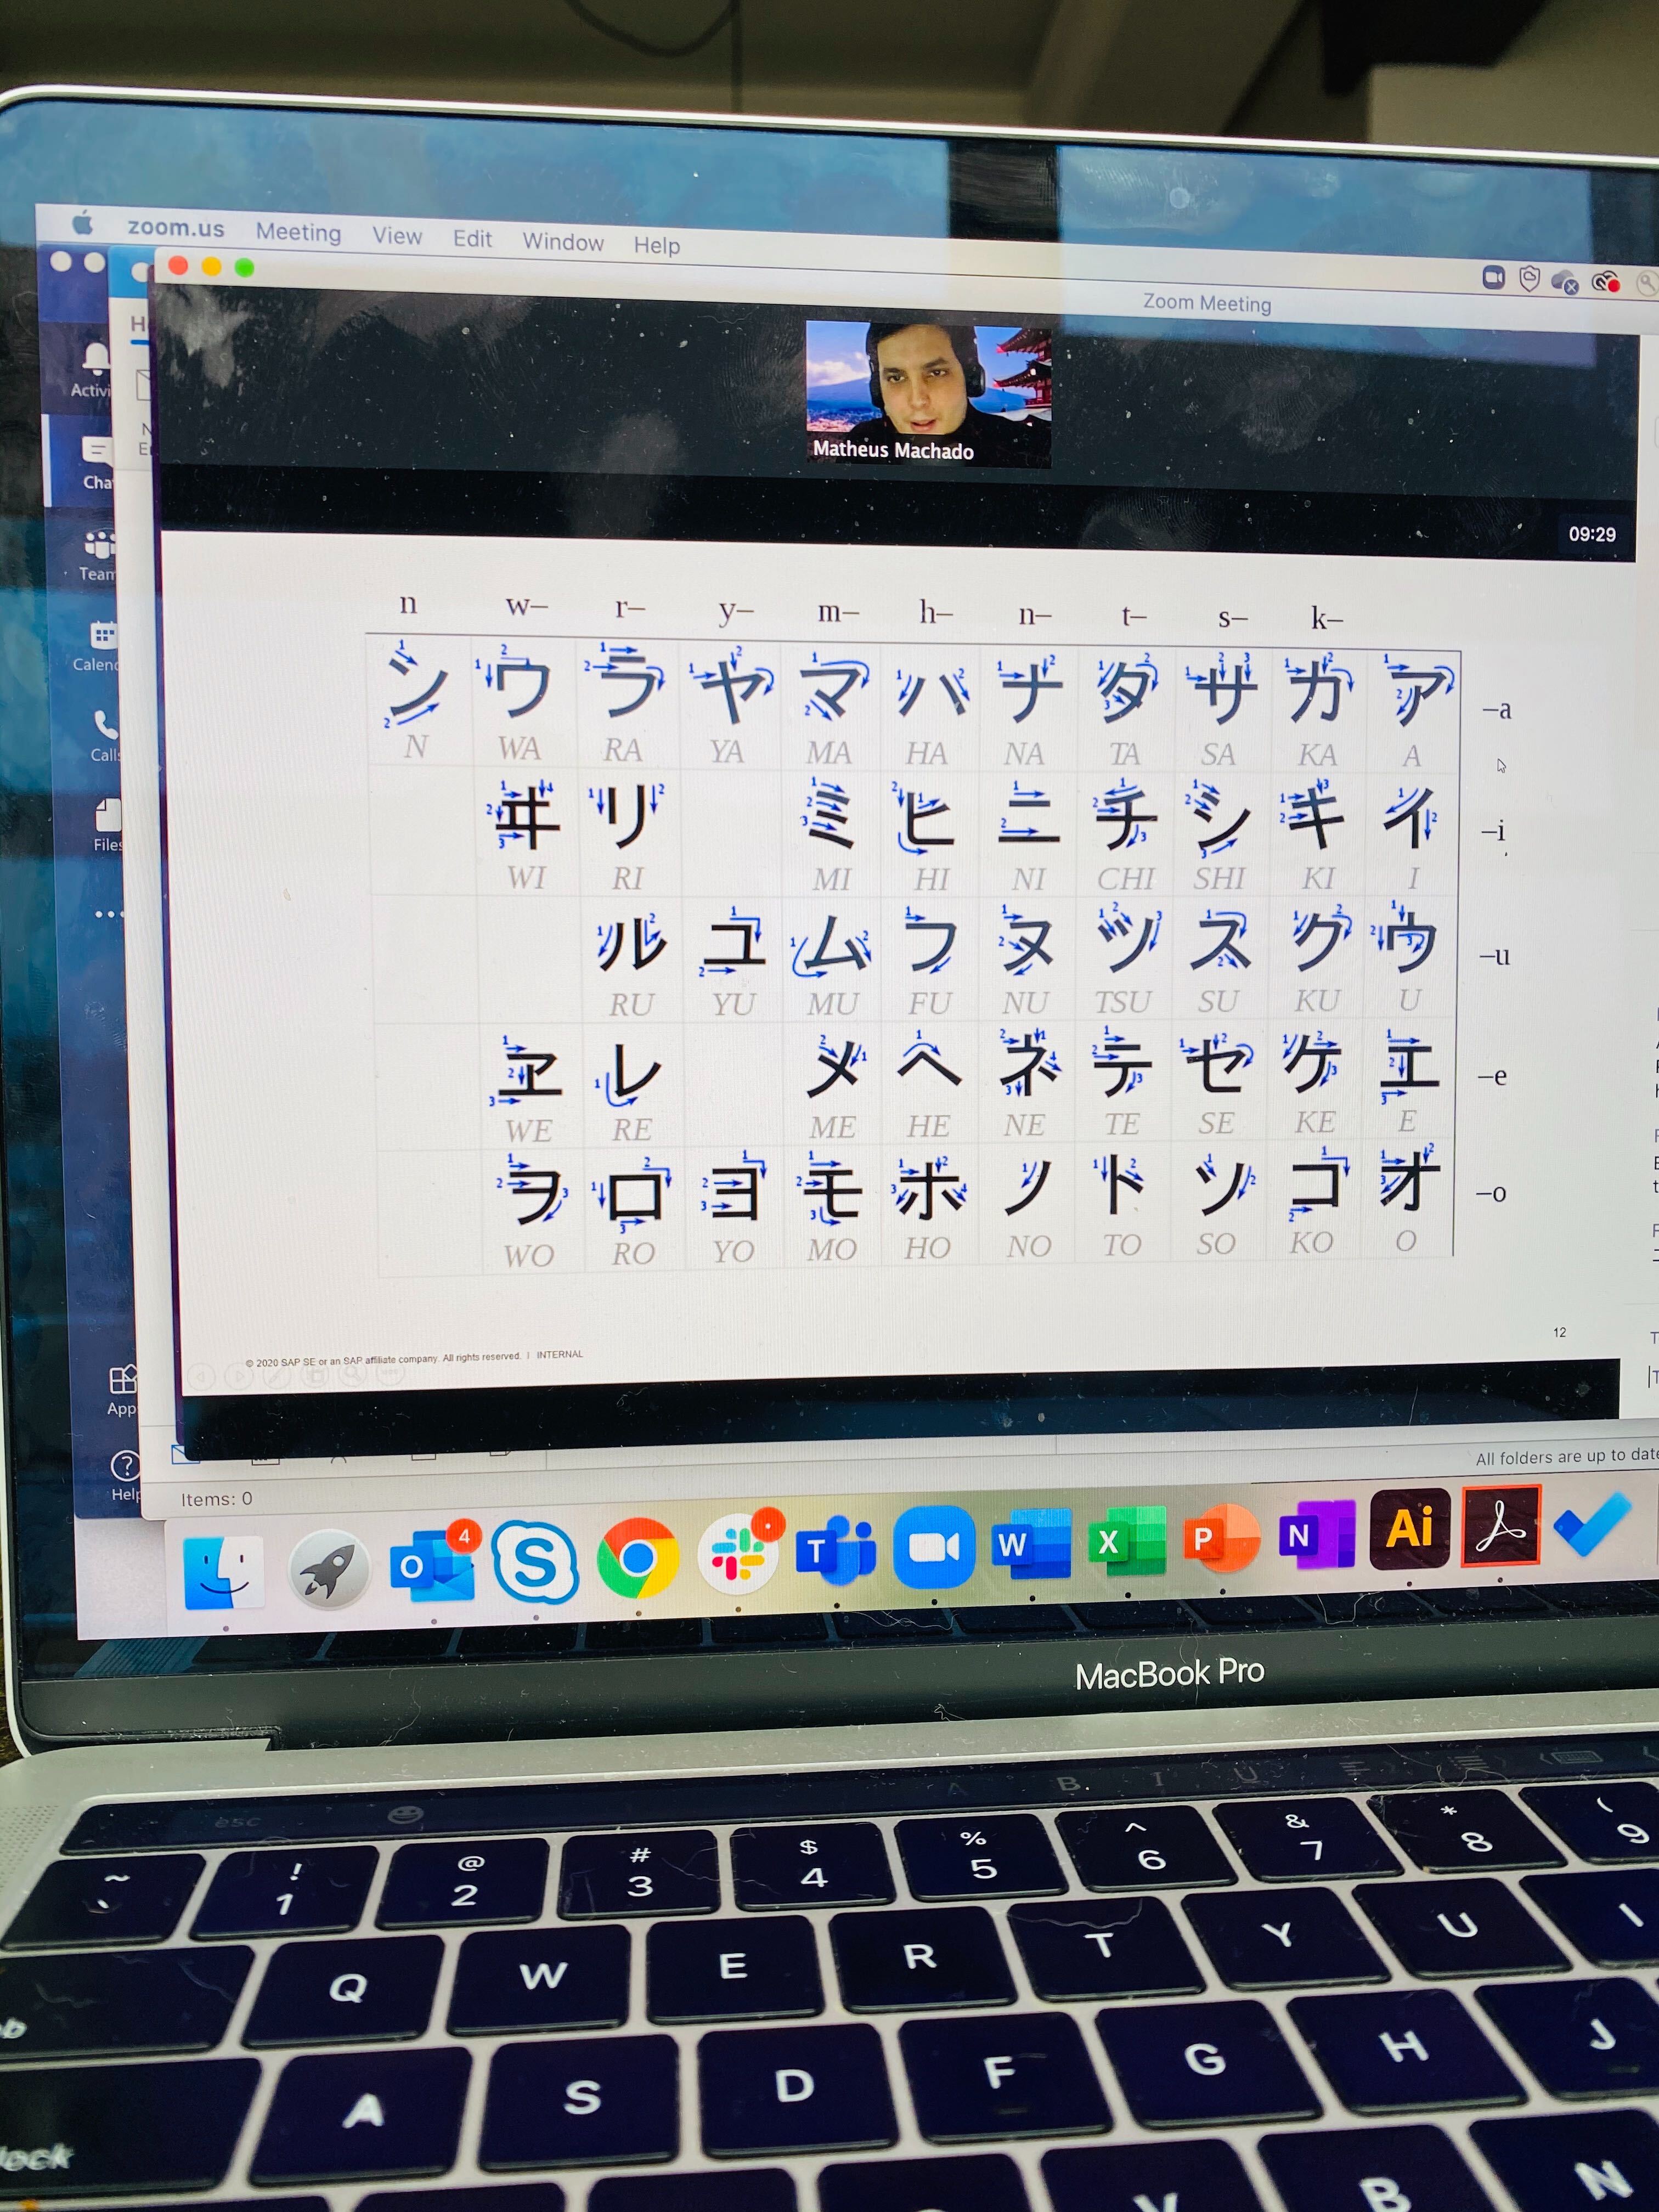 zoom.us Meeting View Edit Window Help
Zoom Meeting
Activi
Chat
Team
Calend
Calls
Files
Matheus Machado
09:29
n w– r– y– m– h– n– t– s– k–
ン ワ ラ ヤ マ ハ ナ タ サ カ ア –a
N WA RA YA MA HA NA TA SA KA A
ヰ リ ミ ヒ ニ チ シ キ イ –i
WI RI MI HI NI CHI SHI KI I
ル ユ ム フ ヌ ツ ス ク ウ –u
RU YU MU FU NU TSU SU KU U
ヱ レ メ ヘ ネ テ セ ケ エ –e
WE RE ME HE NE TE SE KE E
ヲ ロ ヨ モ ホ ノ ト ソ コ オ –o
WO RO YO MO HO NO TO SO KO O
12
© 2020 SAP SE or an SAP affiliate company. All rights reserved. | INTERNAL
App
Help
All folders are up to date
Items: 0
O 4 S T W X P N Ai
MacBook Pro
esc A B I U
~ ! @ # $ % ^ & * (
` 1 2 3 4 5 6 7 8 9
Q W E R T Y U I
A S D F G H J
V B N